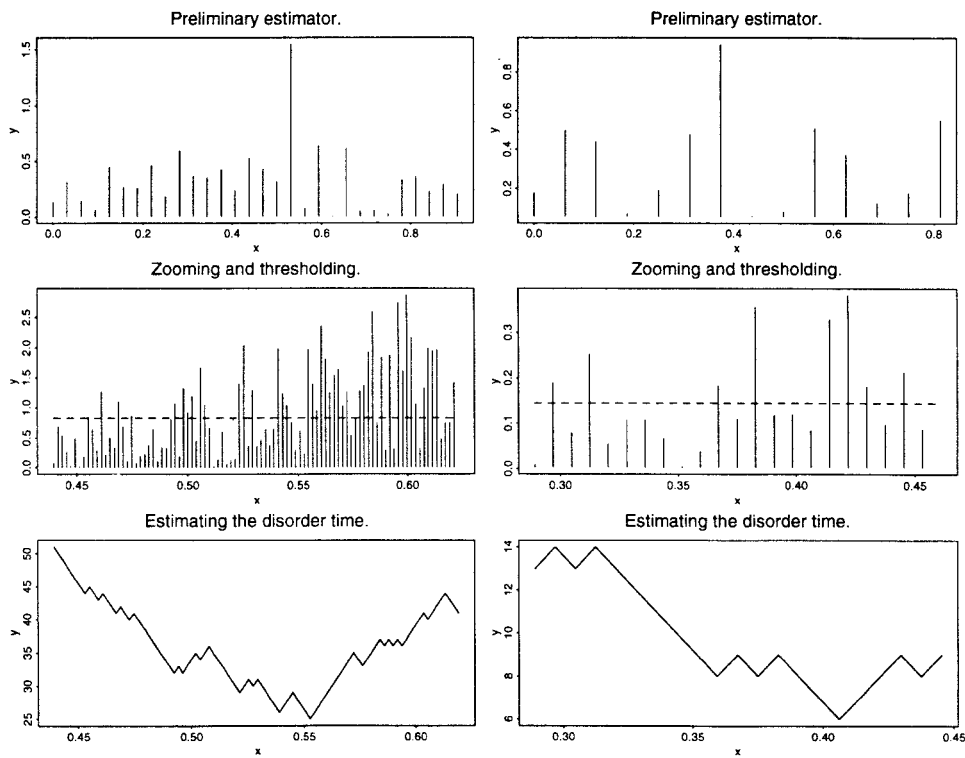 Preliminary estimator.
y
1.5
1.0
0.5
0.0
0.0 0.2 0.4 0.6 0.8
x
Preliminary estimator.
y
0.8
0.6
0.4
0.2
0.0 0.2 0.4 0.6 0.8
x
Zooming and thresholding.
y
2.5
2.0
1.5
1.0
0.5
0.0
0.45 0.50 0.55 0.60
x
Zooming and thresholding.
y
0.3
0.2
0.1
0.0
0.30 0.35 0.40 0.45
x
Estimating the disorder time.
y
50
45
40
35
30
25
0.45 0.50 0.55 0.60
x
Estimating the disorder time.
y
14
12
10
8
6
0.30 0.35 0.40 0.45
x